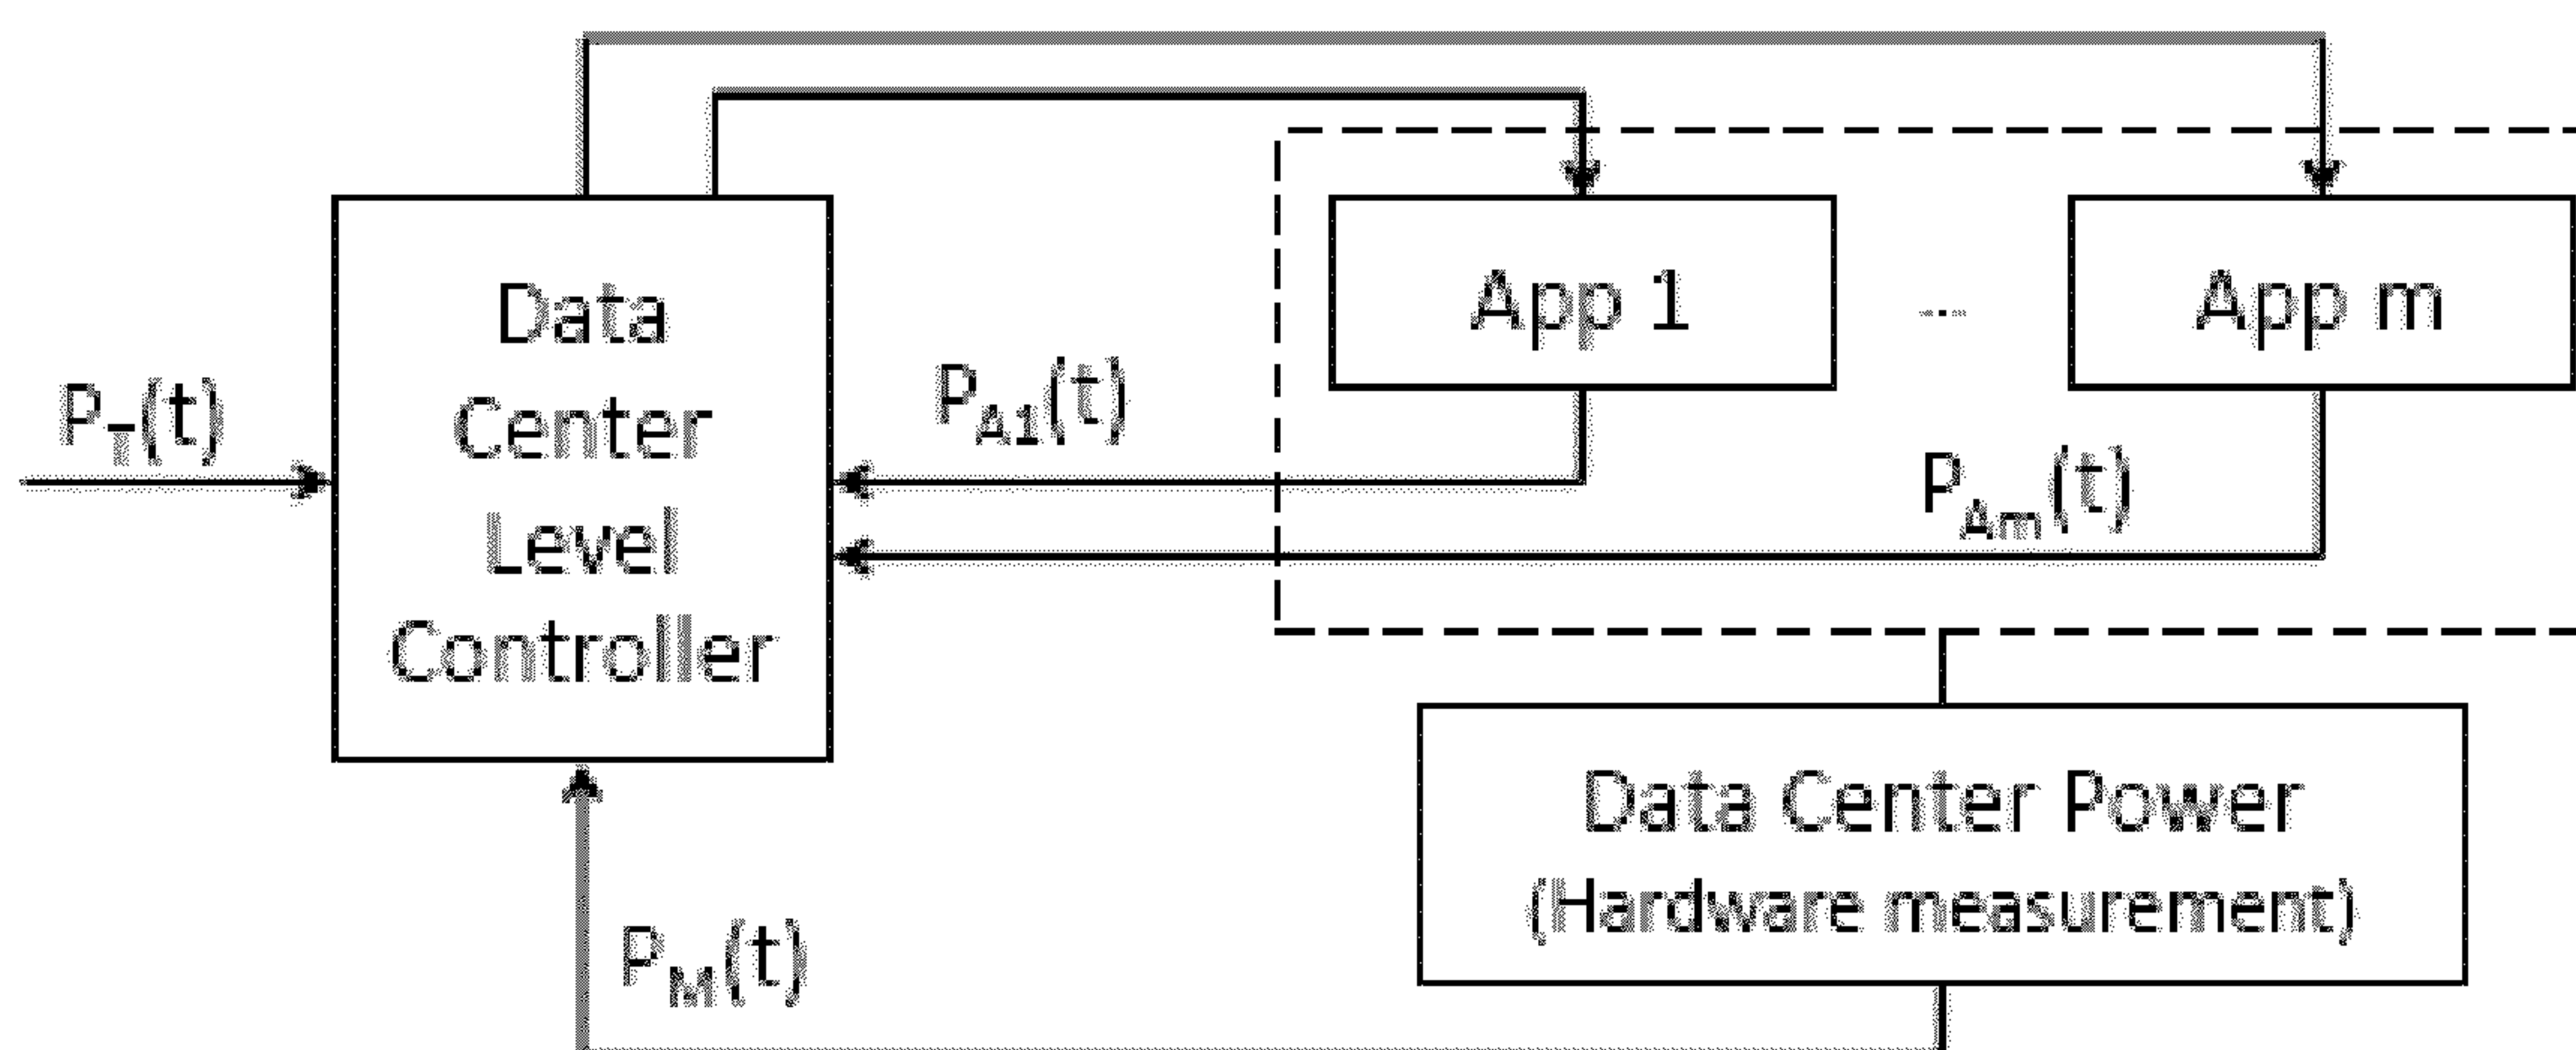 App 1
...
App m
Data
Center
Level
Controller
P_T(t)
P_A1(t)
P_Am(t)
Data Center Power
(Hardware measurement)
P_M(t)